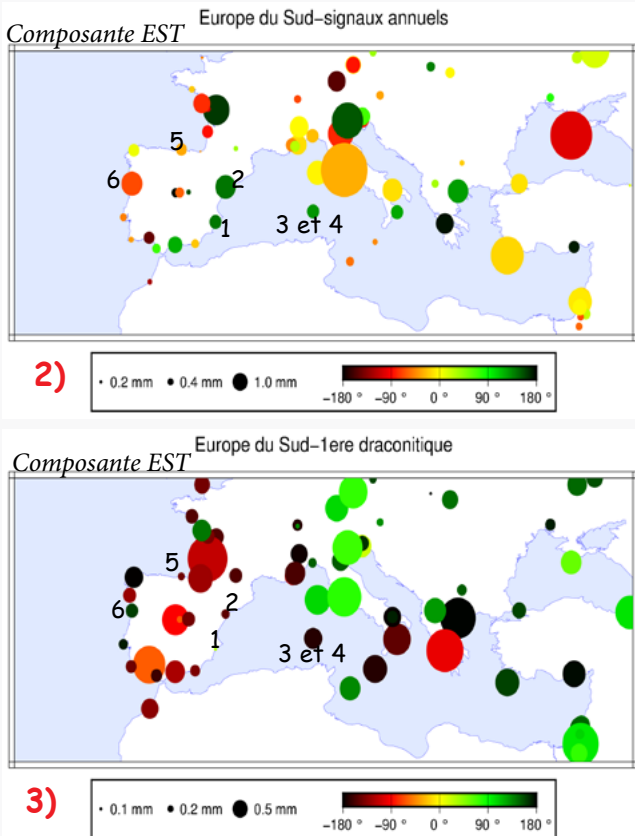 Europe du Sud–signaux annuels
Composante EST
5
6
2
1
3 et 4
2)
0.2 mm 0.4 mm 1.0 mm
-180 ° -90 ° 0 ° 90 ° 180 °
Europe du Sud–1ere draconitique
Composante EST
5
6
2
1
3 et 4
3)
0.1 mm 0.2 mm 0.5 mm
-180 ° -90 ° 0 ° 90 ° 180 °